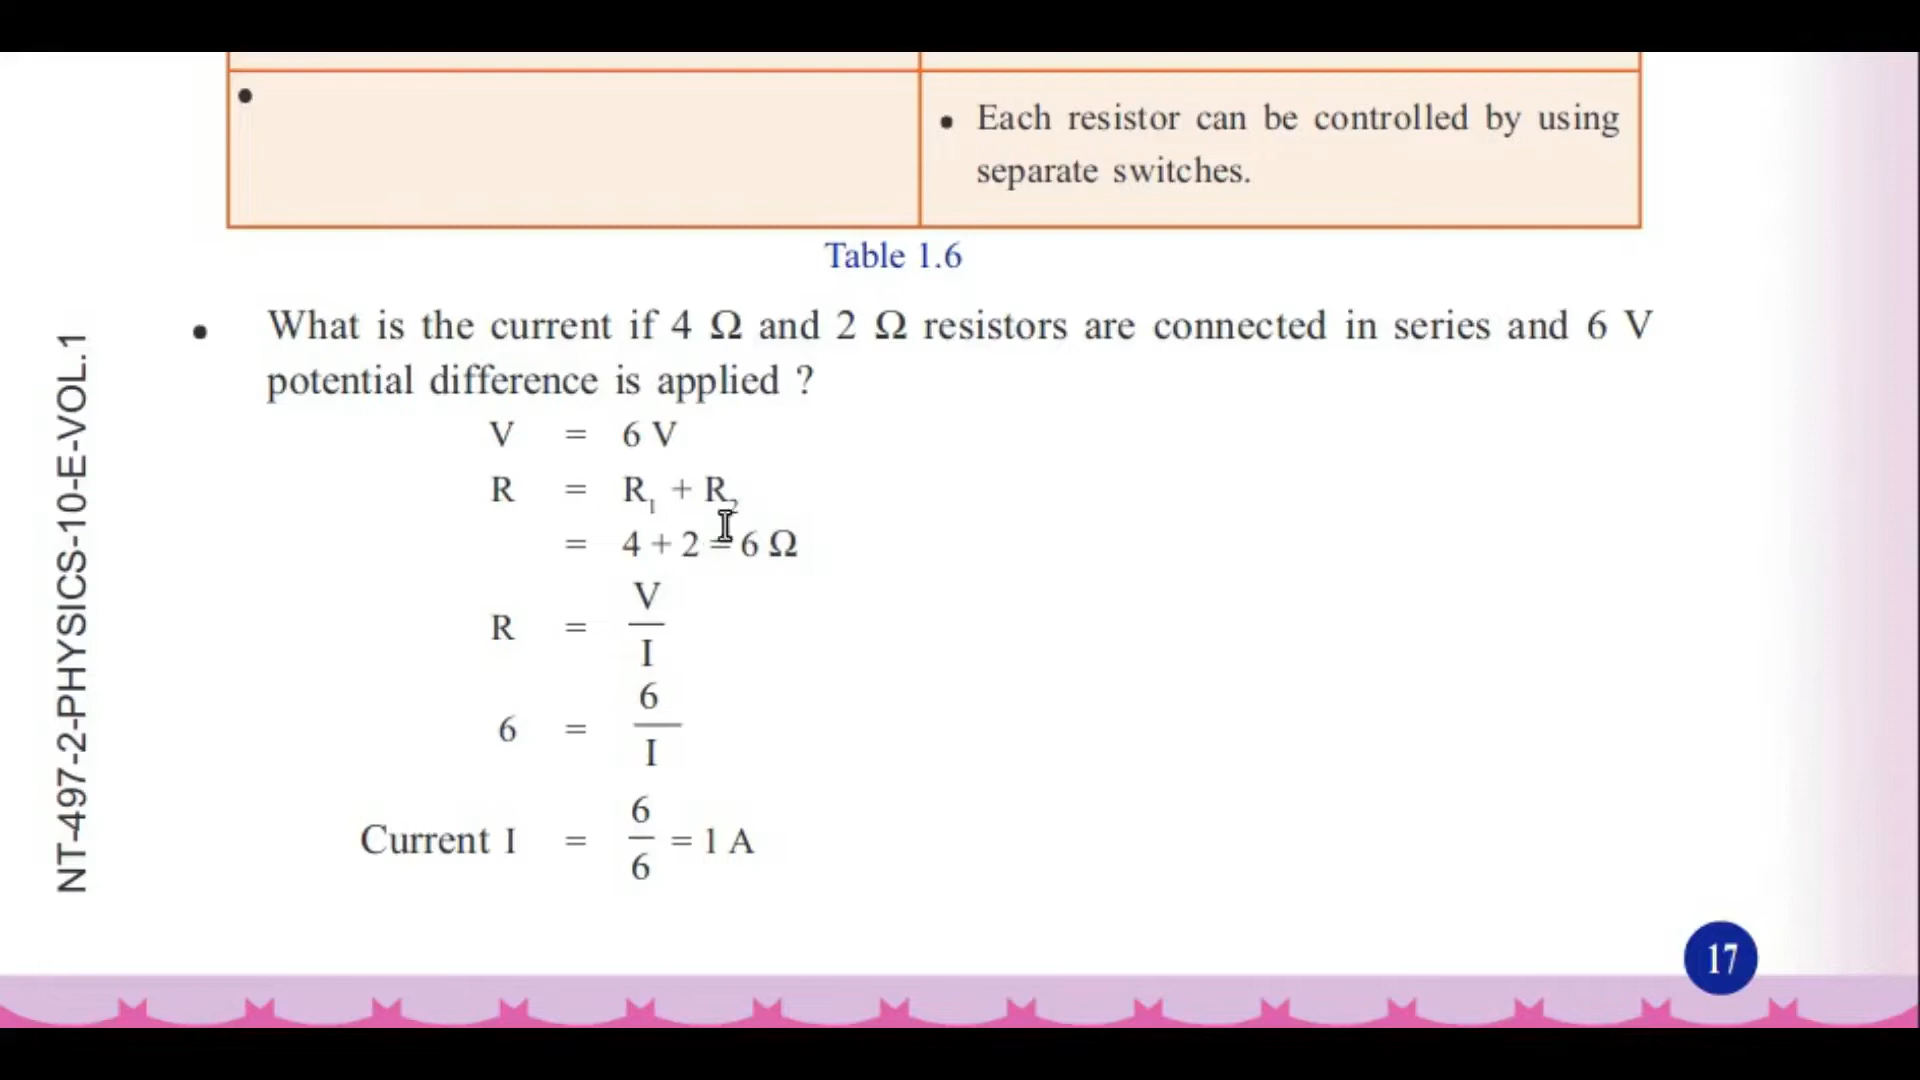 •
• Each resistor can be controlled by using
separate switches.
Table 1.6
• What is the current if 4 Ω and 2 Ω resistors are connected in series and 6 V
potential difference is applied ?
V = 6 V
R = R₁ + R₂
= 4 + 2 = 6 Ω
R = V/I
6 = 6/I
Current I = 6/6 = 1 A
NT-497-2-PHYSICS-10-E-VOL.1
17